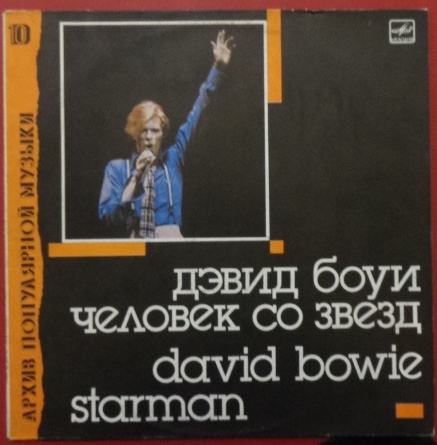 10
АРХИВ ПОПУЛЯРНОЙ МУЗЫКИ
дэвид боуи
человек со звезд
david bowie
starman